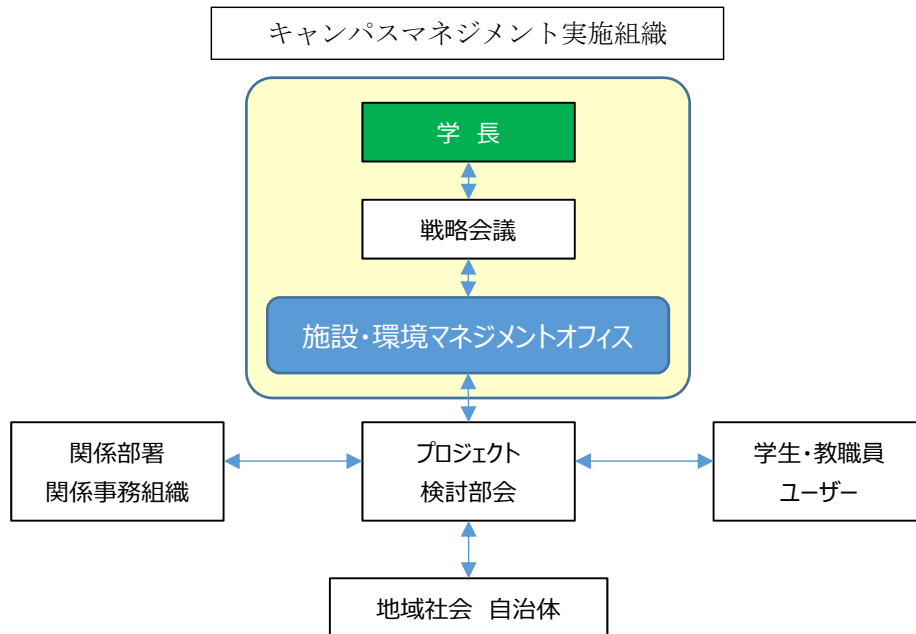 キャンパスマネジメント実施組織
学 長
戦略会議
施設・環境マネジメントオフィス
関係部署
関係事務組織
プロジェクト
検討部会
学生・教職員
ユーザー
地域社会 自治体